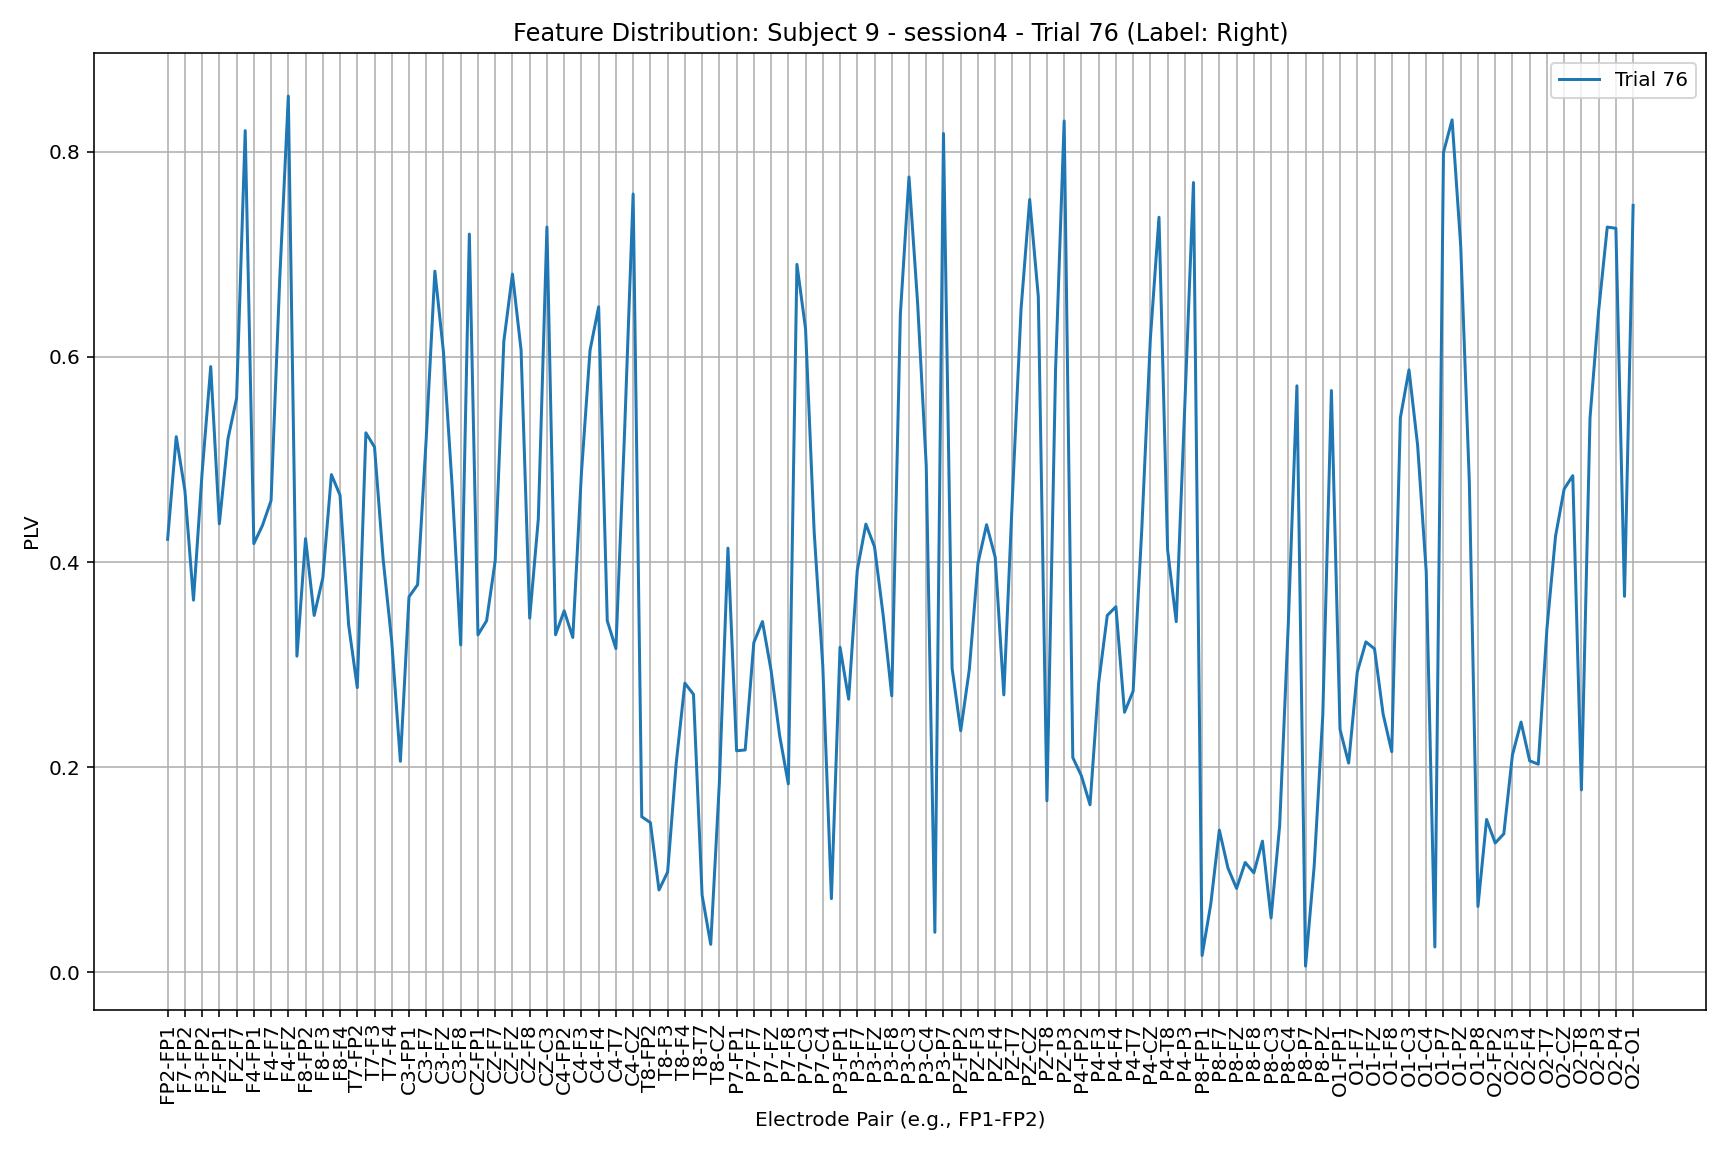 Feature Distribution: Subject 9 - session4 - Trial 76 (Label: Right)
Trial 76
0.8
0.6
0.4
0.2
0.0
PLV
FP2-FP1
F7-FP2
F3-FP2
FZ-FP1
FZ-F7
F4-FP1
F4-F7
F4-FZ
F8-FP2
F8-F3
F8-F4
T7-FP2
T7-F3
T7-F4
C3-FP1
C3-F7
C3-FZ
C3-F8
CZ-FP1
CZ-F7
CZ-FZ
CZ-F8
CZ-C3
C4-FP2
C4-F3
C4-F4
C4-T7
C4-CZ
T8-FP2
T8-F3
T8-F4
T8-T7
T8-CZ
P7-FP1
P7-F7
P7-FZ
P7-F8
P7-C3
P7-C4
P3-FP1
P3-F7
P3-FZ
P3-F8
P3-C3
P3-C4
P3-P7
PZ-FP2
PZ-F3
PZ-F4
PZ-T7
PZ-CZ
PZ-T8
PZ-P3
P4-FP2
P4-F3
P4-F4
P4-T7
P4-CZ
P4-T8
P4-P3
P8-FP1
P8-F7
P8-FZ
P8-F8
P8-C3
P8-C4
P8-P7
P8-PZ
O1-FP1
O1-F7
O1-FZ
O1-F8
O1-C3
O1-C4
O1-P7
O1-PZ
O1-P8
O2-FP2
O2-F3
O2-F4
O2-T7
O2-CZ
O2-T8
O2-P3
O2-P4
O2-O1
Electrode Pair (e.g., FP1-FP2)